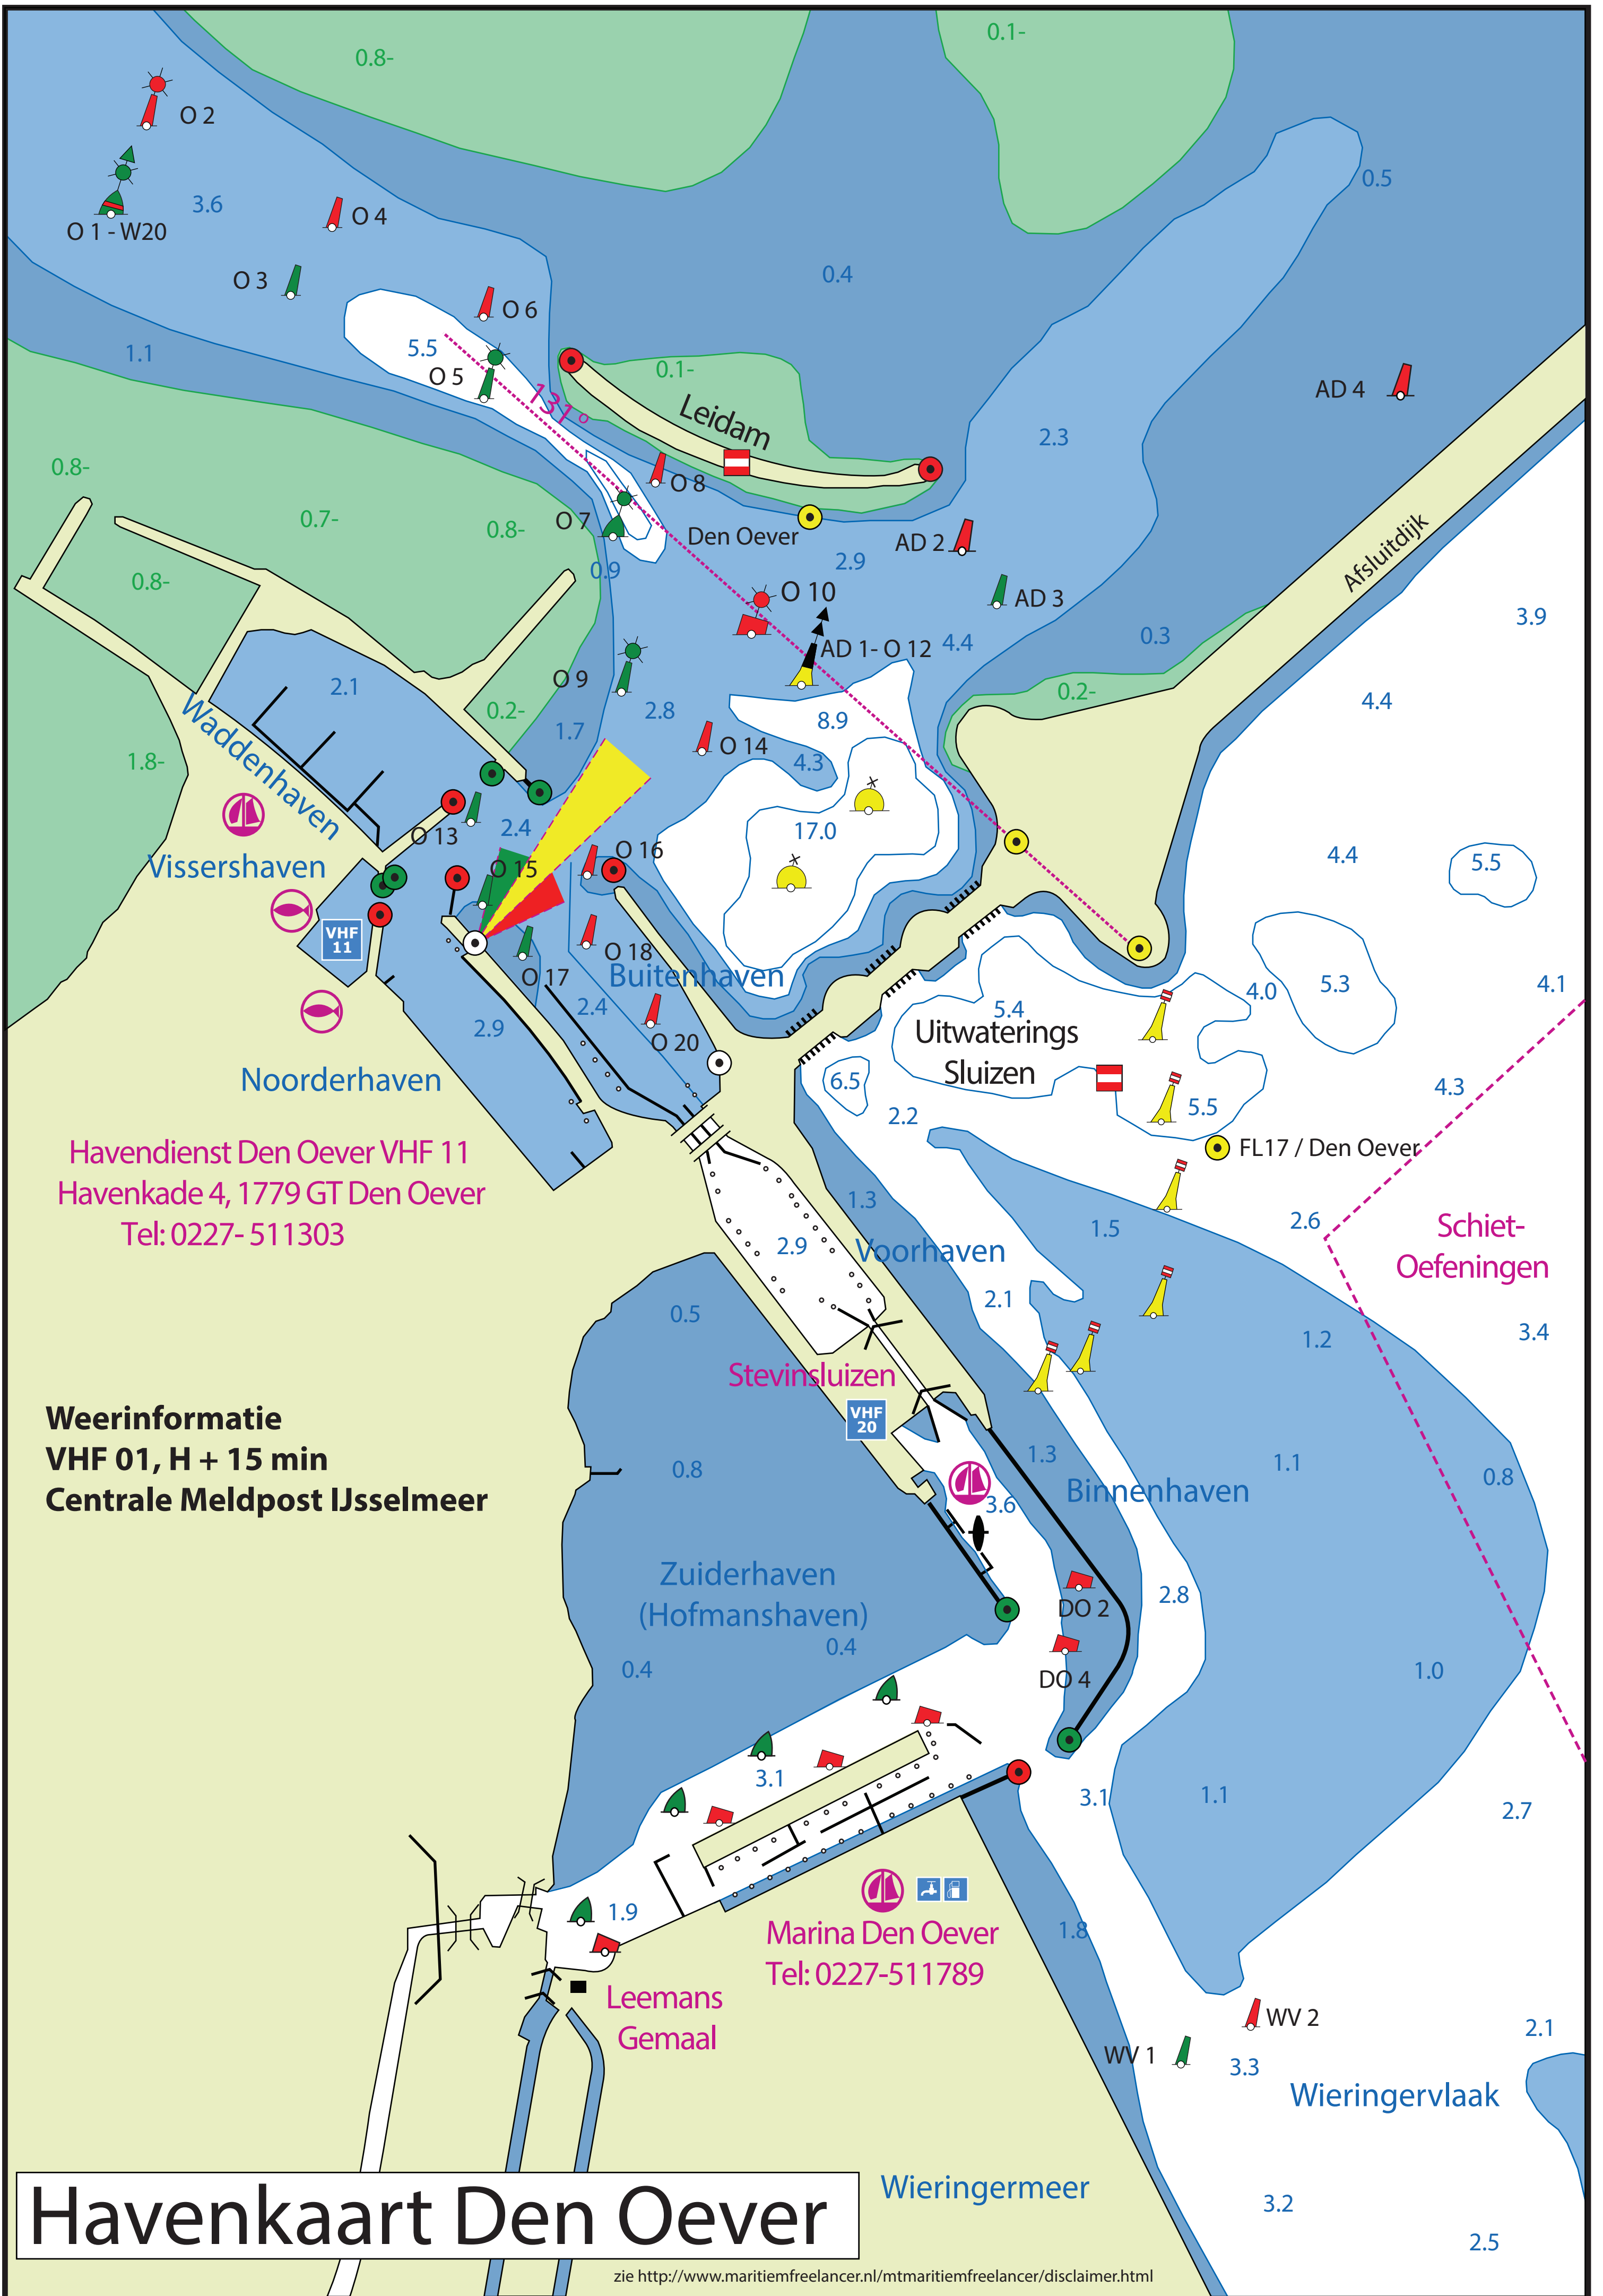 0.8-
0.1-
O 2
3.6
O 1 - W20
O 4
O 3
0.5
0.4
O 6
5.5
O 5
1.1
131°
0.1-
Leidam
AD 4
2.3
0.8-
0.7-
0.8-
O 8
O 7
Den Oever
AD 2
2.9
0.9
0.8-
O 10
AD 3
Afsluitdijk
3.9
AD 1- O 12
4.4
0.3
O 9
2.1
0.2-
1.7
2.8
8.9
0.2-
4.4
O 14
4.3
Waddenhaven
1.8-
O 13
2.4
17.0
Vissershaven
O 15
O 16
4.4
5.5
VHF
11
O 17
O 18
Buitenhaven
2.4
2.9
O 20
5.4
4.0
5.3
4.1
Uitwaterings
Sluizen
6.5
2.2
5.5
4.3
Noorderhaven
FL17 / Den Oever
Havendienst Den Oever VHF 11
Havenkade 4, 1779 GT Den Oever
Tel: 0227- 511303
1.3
2.9
Voorhaven
1.5
2.6
Schiet-
Oefeningen
2.1
0.5
1.2
3.4
Stevinsluizen
VHF
20
Weerinformatie
VHF 01, H + 15 min
Centrale Meldpost IJsselmeer
0.8
1.3
1.1
0.8
3.6
Binnenhaven
Zuiderhaven
(Hofmanshaven)
0.4
0.4
DO 2
2.8
DO 4
1.0
3.1
3.1
1.1
2.7
1.9
Marina Den Oever
Tel: 0227-511789
1.8
Leemans
Gemaal
WV 2
WV 1
3.3
2.1
Wieringervlaak
Wieringermeer
3.2
2.5
Havenkaart Den Oever
zie http://www.maritiemfreelancer.nl/mtmaritiemfreelancer/disclaimer.html